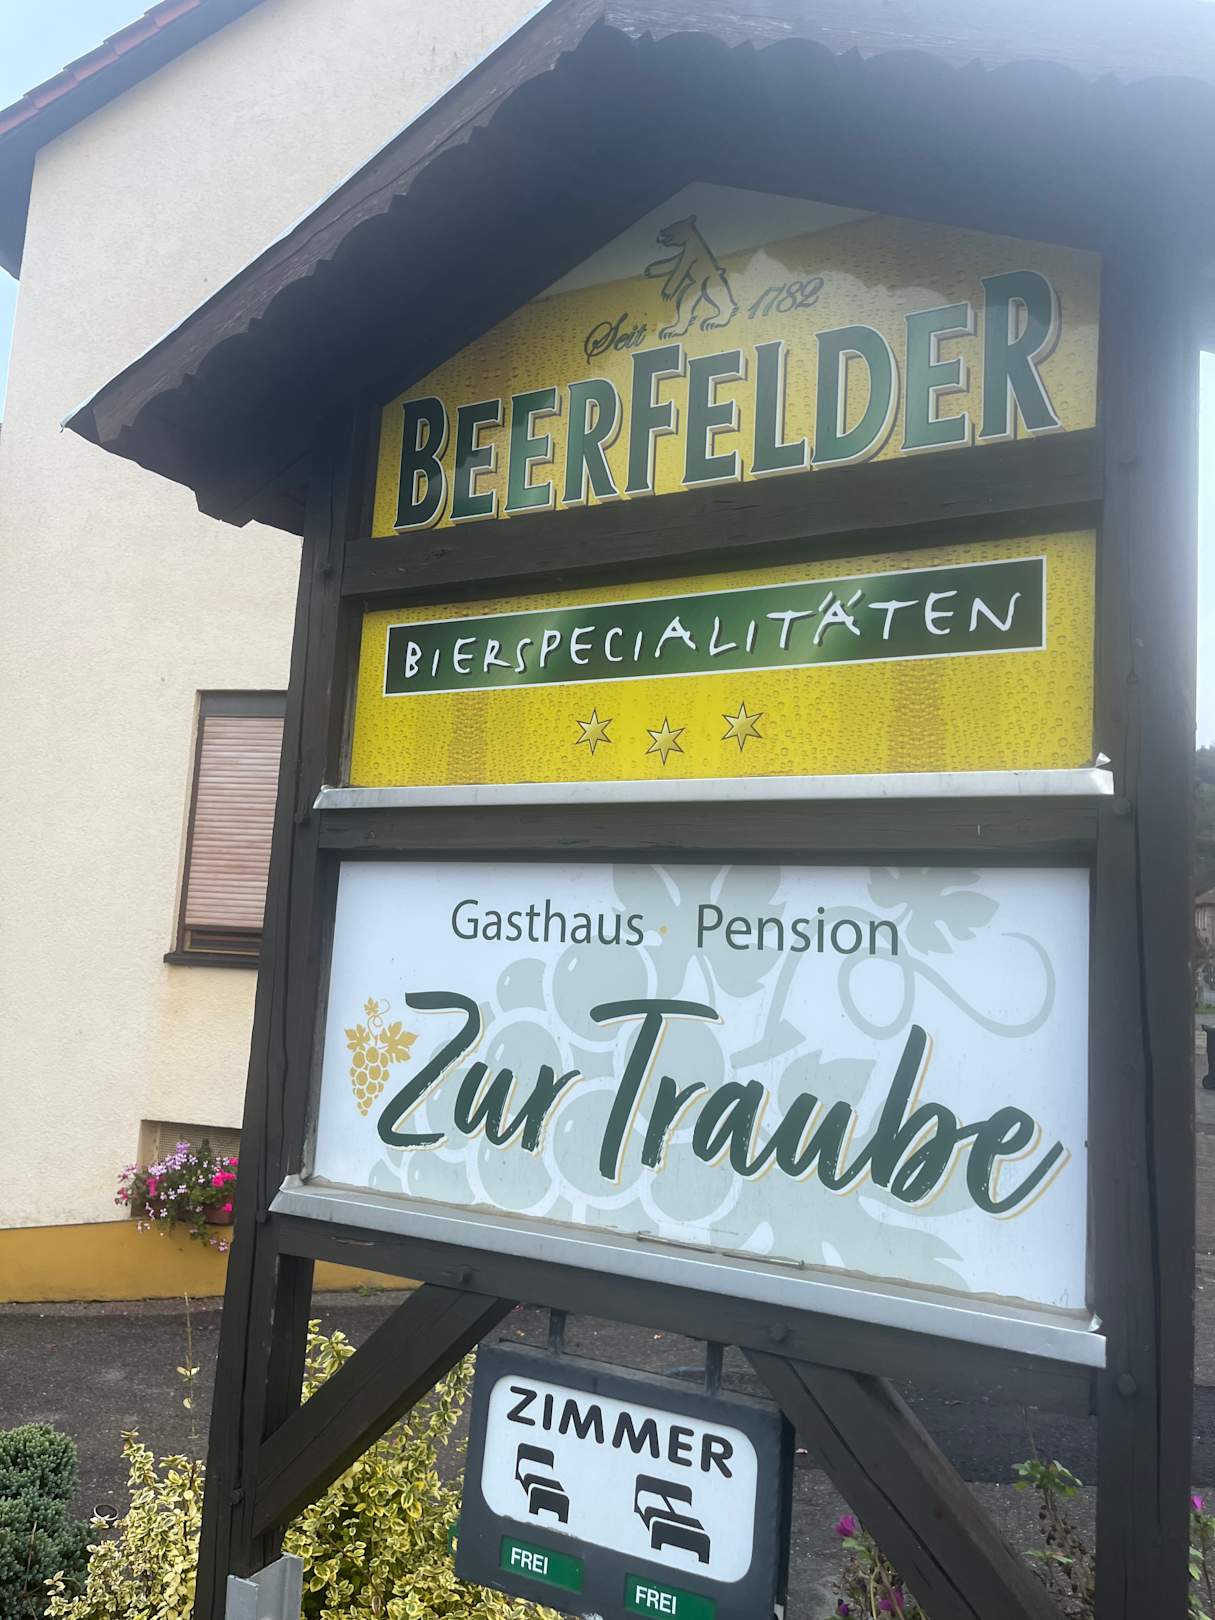 Seit 1782
BEERFELDER
BIERSPECIALITÄTEN
Gasthaus · Pension
Zur Traube
ZIMMER
FREI
FREI